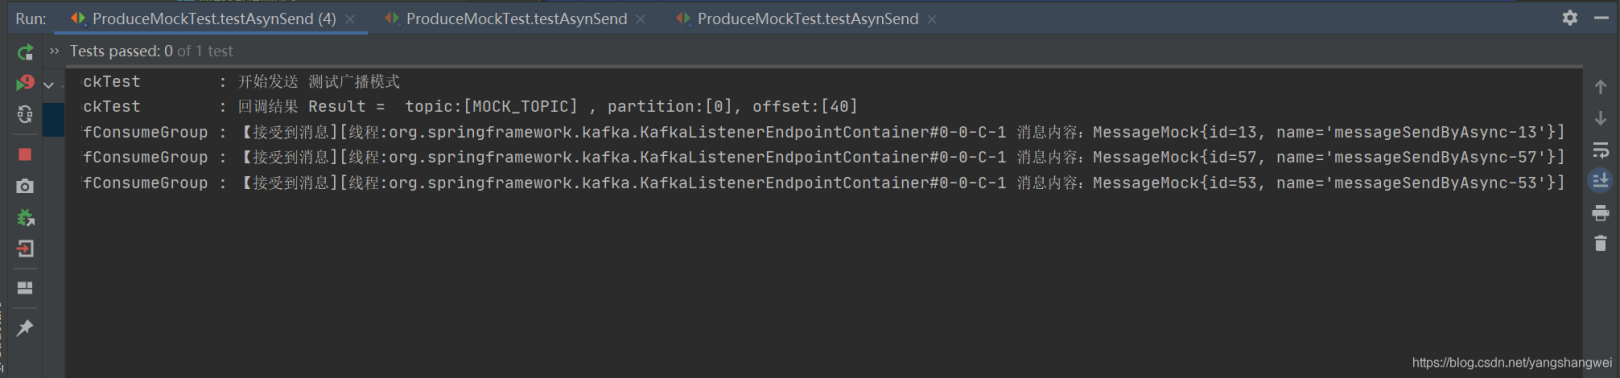 Run: ProduceMockTest.testAsynSend (4) × ProduceMockTest.testAsynSend × ProduceMockTest.testAsynSend ×
Tests passed: 0 of 1 test
ckTest : 开始发送 测试广播模式
ckTest : 回调结果 Result = topic:[MOCK_TOPIC] , partition:[0], offset:[40]
fConsumeGroup : 【接受到消息][线程:org.springframework.kafka.KafkaListenerEndpointContainer#0-0-C-1 消息内容：MessageMock{id=13, name='messageSendByAsync-13'}]
fConsumeGroup : 【接受到消息][线程:org.springframework.kafka.KafkaListenerEndpointContainer#0-0-C-1 消息内容：MessageMock{id=57, name='messageSendByAsync-57'}]
fConsumeGroup : 【接受到消息][线程:org.springframework.kafka.KafkaListenerEndpointContainer#0-0-C-1 消息内容：MessageMock{id=53, name='messageSendByAsync-53'}]
https://blog.csdn.net/yangshangwei